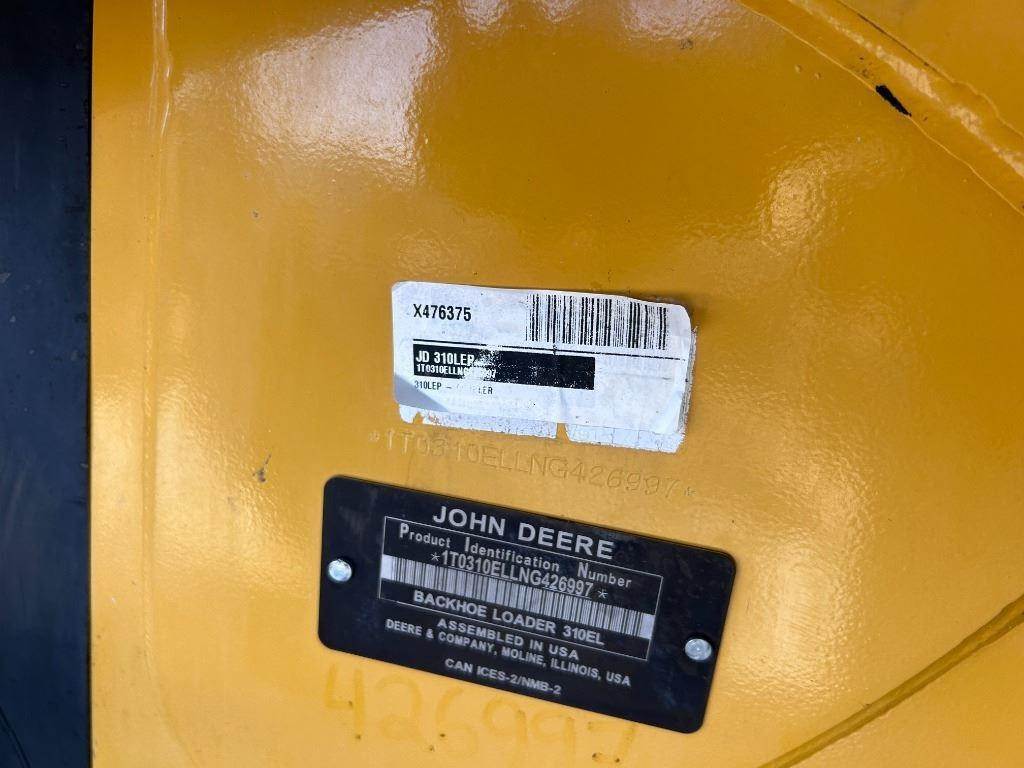 X476375
JD 310LEP
310LEP –
*1T0310ELLNG426997*
JOHN DEERE
Product Identification Number
*1T0310ELLNG426997*
BACKHOE LOADER 310EL
ASSEMBLED IN USA
DEERE & COMPANY, MOLINE, ILLINOIS, USA
CAN ICES-2/NMB-2
426997